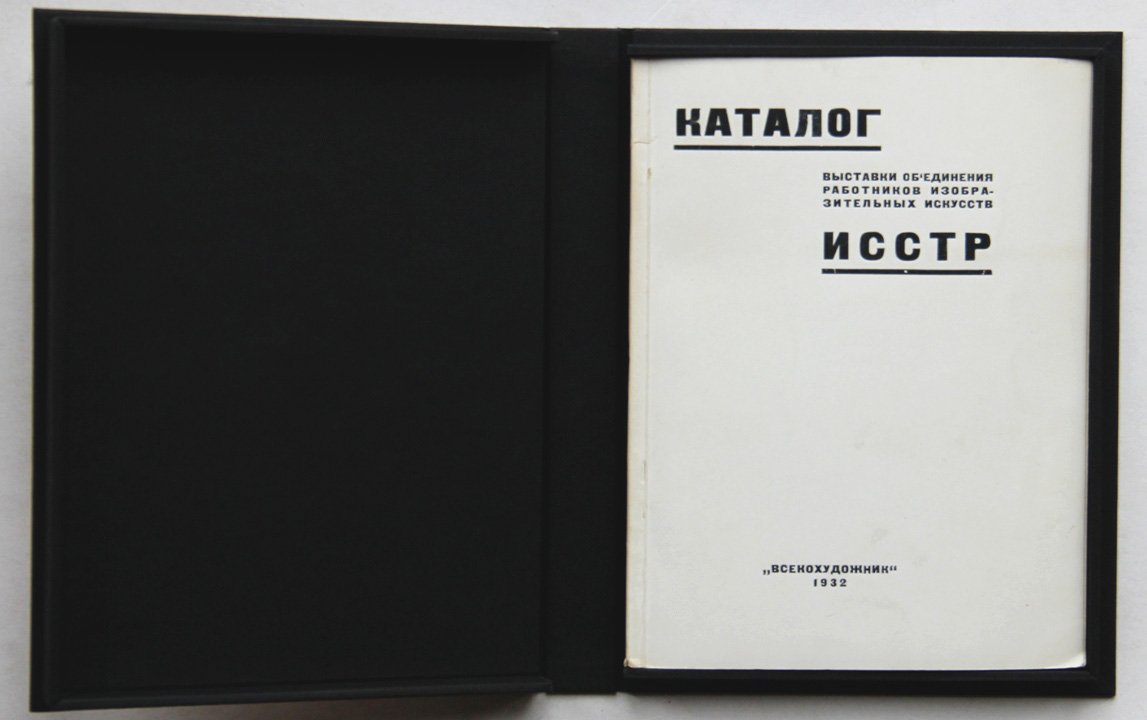 КАТАЛОГ
ВЫСТАВКИ ОБ'ЕДИНЕНИЯ
РАБОТНИКОВ ИЗОБРА-
ЗИТЕЛЬНЫХ ИСКУССТВ
ИССТР
„ВСЕКОХУДОЖНИК“
1932